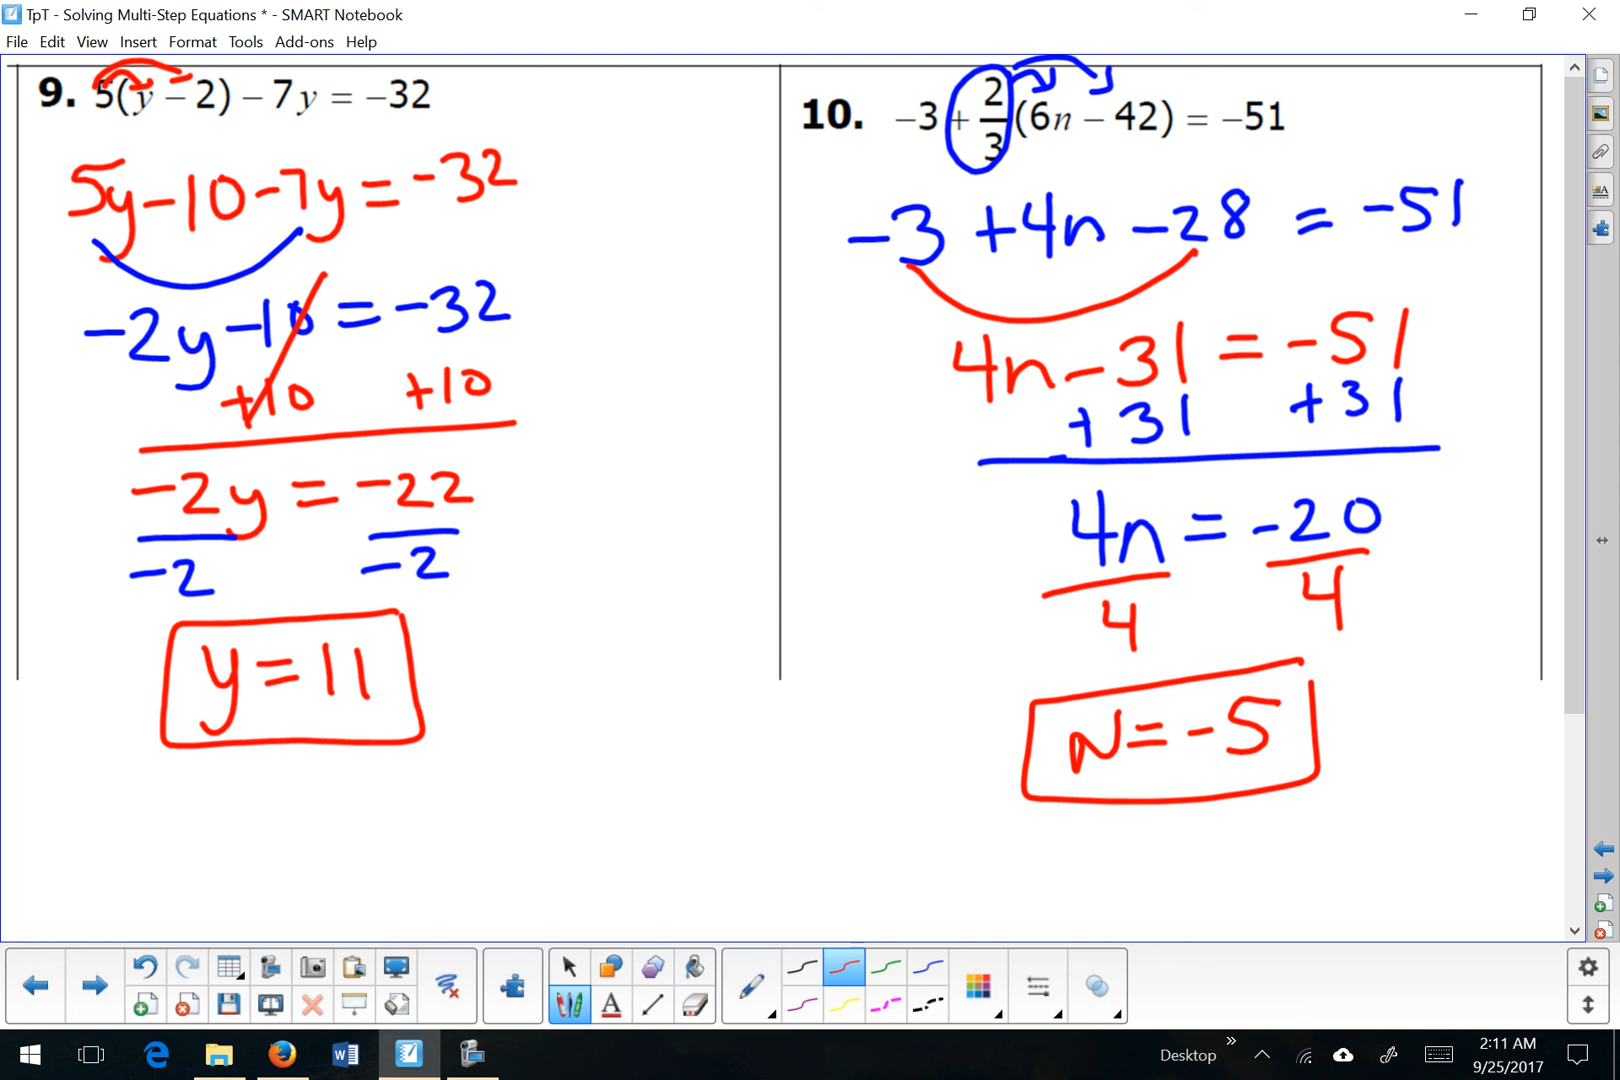 TpT - Solving Multi-Step Equations * - SMART Notebook
File Edit View Insert Format Tools Add-ons Help
9. 5(y – 2) – 7y = –32
5y – 10 – 7y = -32
-2y – 10 = -32
+10 +10
-2y = -22
-2 -2
y = 11
10. –3 + 2/3 (6n – 42) = –51
-3 + 4n – 28 = -51
4n – 31 = -51
+31 +31
4n = -20
4 4
N = -5
A
Desktop
2:11 AM
9/25/2017